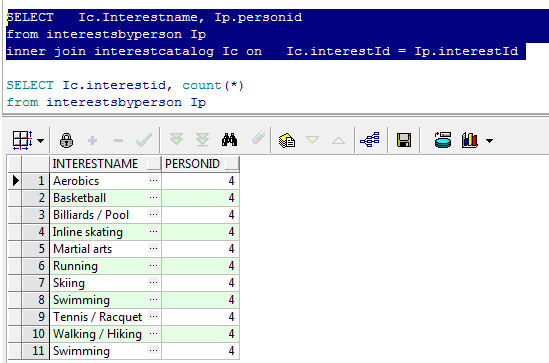 SELECT Ic.Interestname, Ip.personid
from interestsbyperson Ip
inner join interestcatalog Ic on Ic.interestId = Ip.interestId
SELECT Ic.interestid, count(*)
from interestsbyperson Ip
INTERESTNAME ... PERSONID
1 Aerobics ... 4
2 Basketball ... 4
3 Billiards / Pool ... 4
4 Inline skating ... 4
5 Martial arts ... 4
6 Running ... 4
7 Skiing ... 4
8 Swimming ... 4
9 Tennis / Racquet ... 4
10 Walking / Hiking ... 4
11 Swimming ... 4